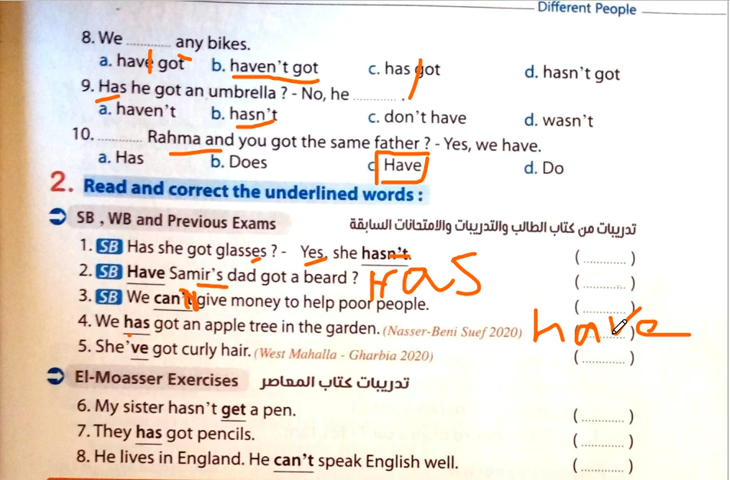 Different People
8. We ............ any bikes.
a. have got b. haven't got c. has got d. hasn't got
9. Has he got an umbrella ? - No, he ............ .
a. haven't b. hasn't c. don't have d. wasn't
10. ............ Rahma and you got the same father ? - Yes, we have.
a. Has b. Does c. Have d. Do
2. Read and correct the underlined words :
SB , WB and Previous Exams تدريبات من كتاب الطالب والتدريبات والامتحانات السابقة
1. SB Has she got glasses ? - Yes, she hasn't. (............)
2. SB Have Samir's dad got a beard ? Has (............)
3. SB We can't give money to help poor people. (............)
4. We has got an apple tree in the garden. (Nasser-Beni Suef 2020) have (............)
5. She've got curly hair. (West Mahalla - Gharbia 2020) (............)
El-Moasser Exercises تدريبات كتاب المعاصر
6. My sister hasn't get a pen. (............)
7. They has got pencils. (............)
8. He lives in England. He can't speak English well. (............)